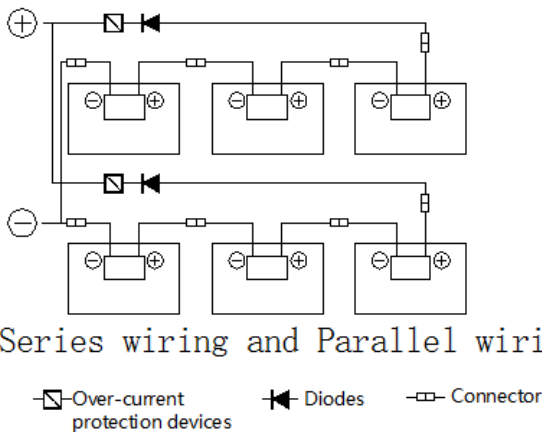 Series wiring and Parallel wiri
Over-current
protection devices
Diodes
Connector